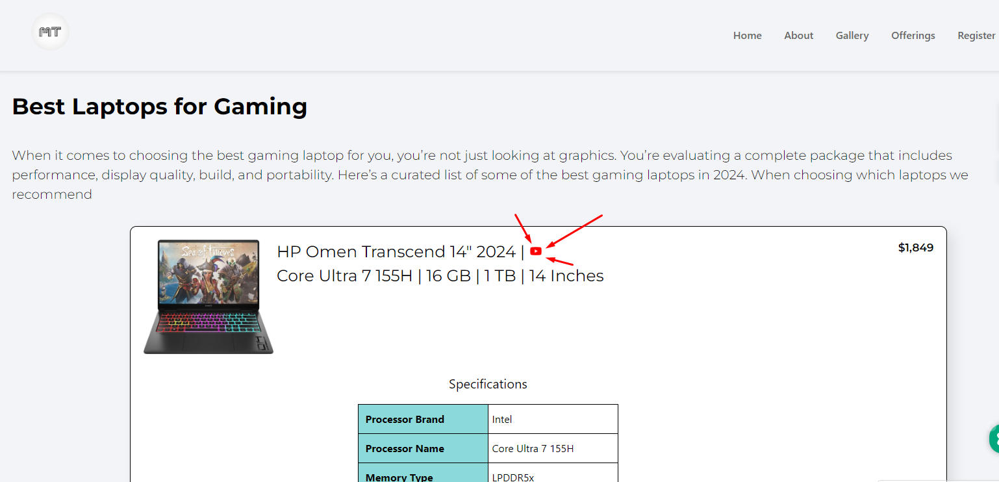 MT
Home About Gallery Offerings Register
Best Laptops for Gaming
When it comes to choosing the best gaming laptop for you, you’re not just looking at graphics. You’re evaluating a complete package that includes
performance, display quality, build, and portability. Here’s a curated list of some of the best gaming laptops in 2024. When choosing which laptops we
recommend
Sea of Thieves
HP Omen Transcend 14" 2024 |
$1,849
Core Ultra 7 155H | 16 GB | 1 TB | 14 Inches
Specifications
Processor Brand Intel
Processor Name Core Ultra 7 155H
Memory Type LPDDR5x